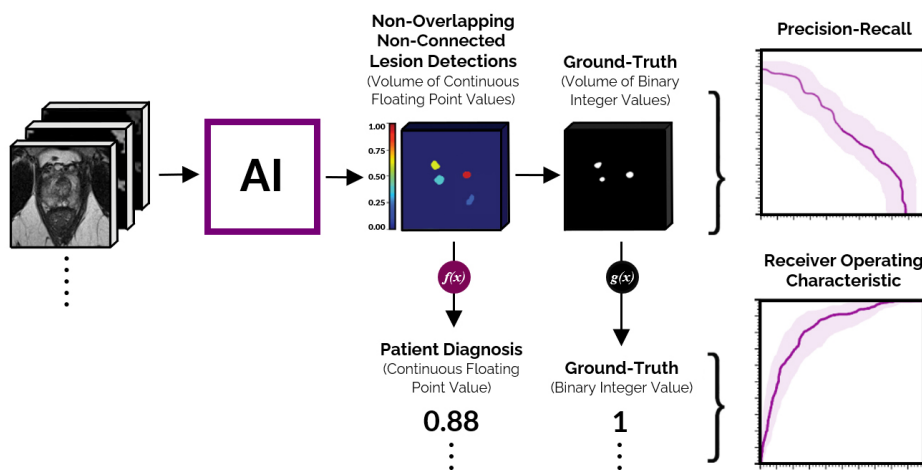 Non-Overlapping
Non-Connected
Lesion Detections
(Volume of Continuous
Floating Point Values)
Ground-Truth
(Volume of Binary
Integer Values)
Precision-Recall
AI
1.00
0.75
0.50
0.25
0.00
f(x)
g(x)
Receiver Operating
Characteristic
Patient Diagnosis
(Continuous Floating
Point Value)
0.88
Ground-Truth
(Binary Integer Value)
1